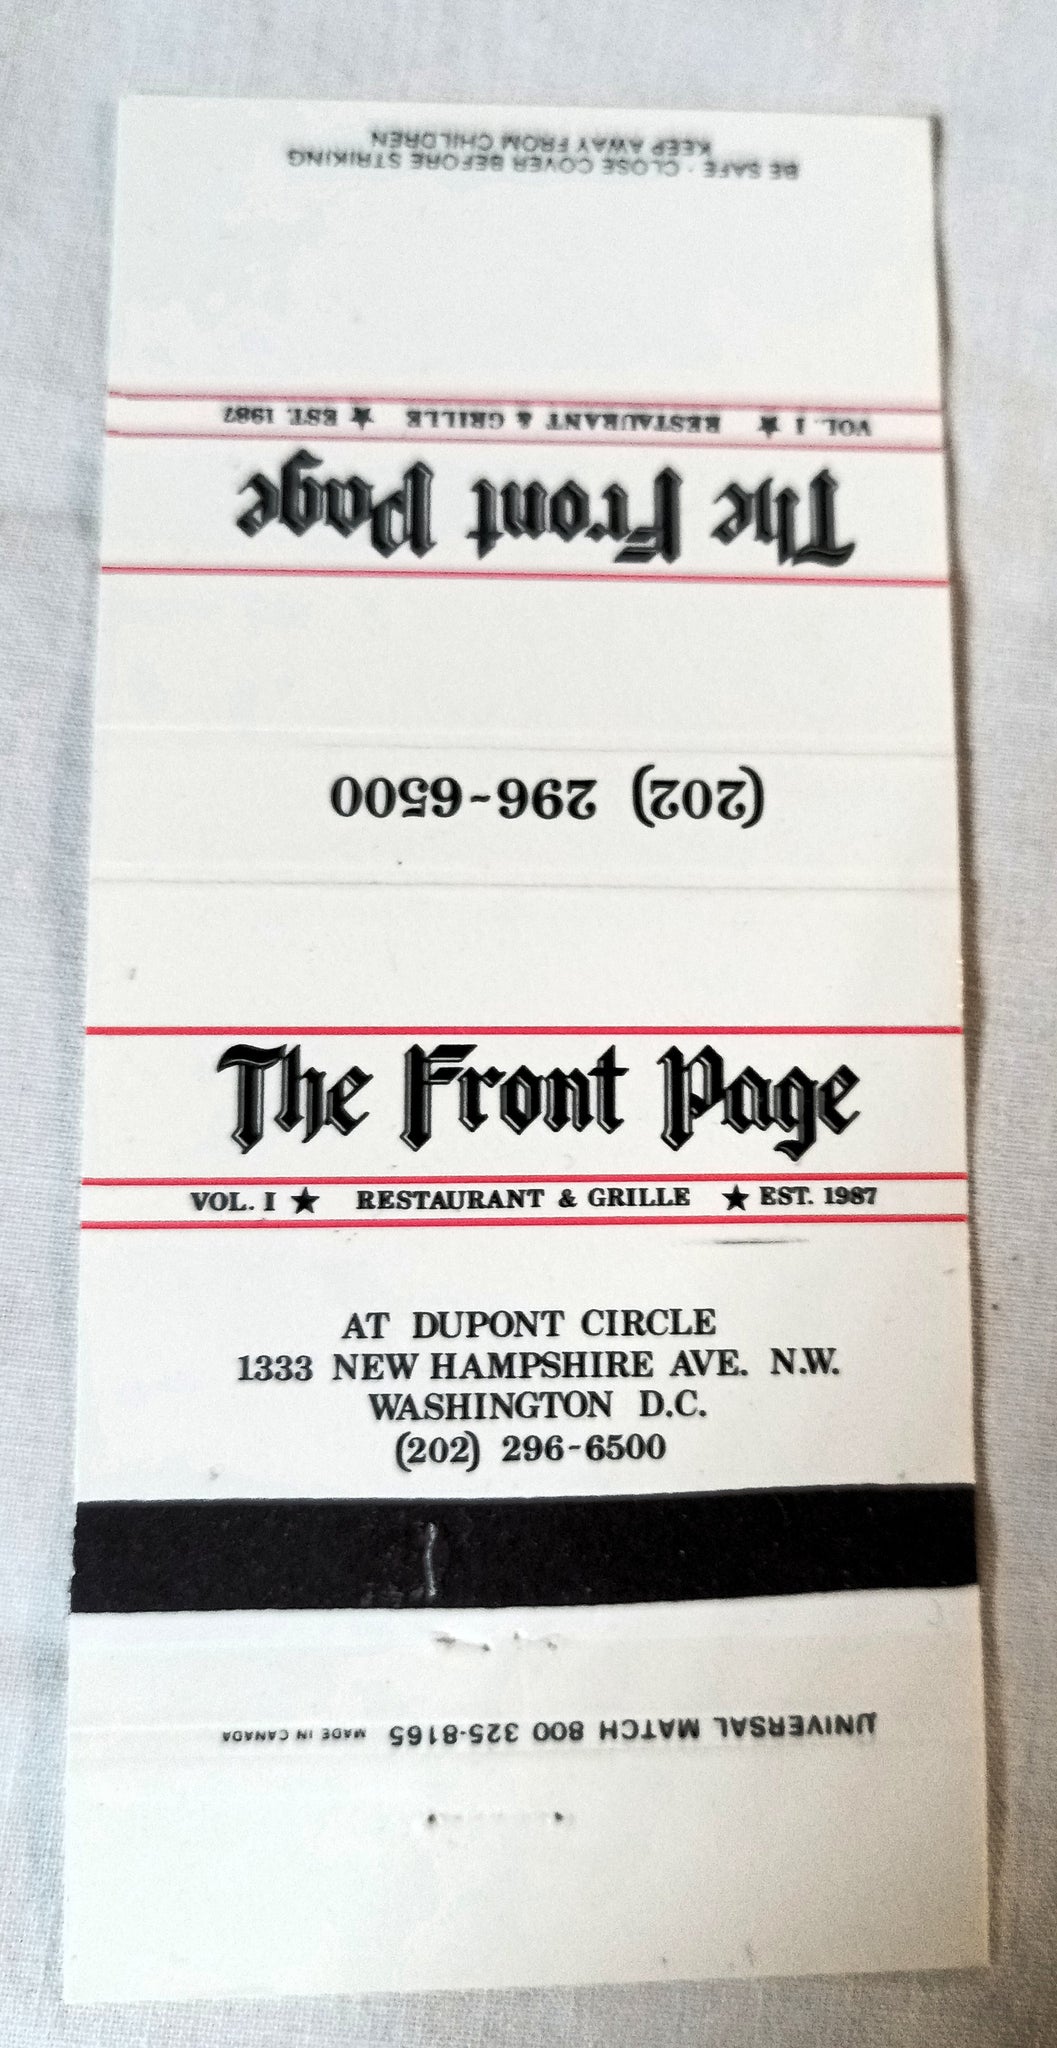 BE SAFE - CLOSE COVER BEFORE STRIKING
KEEP AWAY FROM CHILDREN
VOL. I ★ RESTAURANT & GRILLE ★ EST. 1987
The Front Page
(202) 296-6500
The Front Page
VOL. I ★ RESTAURANT & GRILLE ★ EST. 1987
AT DUPONT CIRCLE
1333 NEW HAMPSHIRE AVE. N.W.
WASHINGTON D.C.
(202) 296-6500
UNIVERSAL MATCH 800 325-8165 MADE IN CANADA